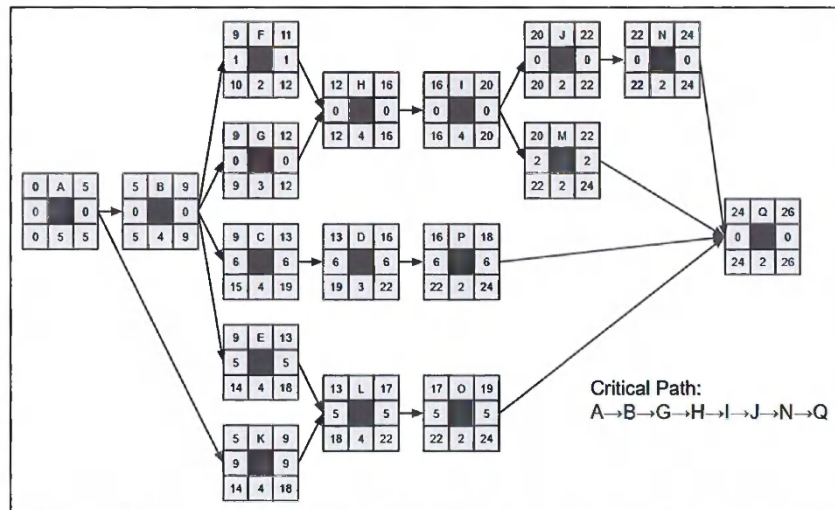 9 F 11
1 1
10 2 12
20 J 22
0 0
20 2 22
22 N 24
0 0
22 2 24
12 H 16
0 0
12 4 16
16 I 20
0 0
16 4 20
9 G 12
0 0
9 3 12
20 M 22
2 2
22 2 24
0 A 5
0 0
0 5 5
5 B 9
0 0
5 4 9
9 C 13
6 6
15 4 19
13 D 16
6 6
19 3 22
16 P 18
6 6
22 2 24
24 Q 26
0 0
24 2 26
9 E 13
5 5
14 4 18
13 L 17
5 5
18 4 22
17 O 19
5 5
22 2 24
5 K 9
9 9
14 4 18
Critical Path:
A→B→G→H→I→J→N→Q